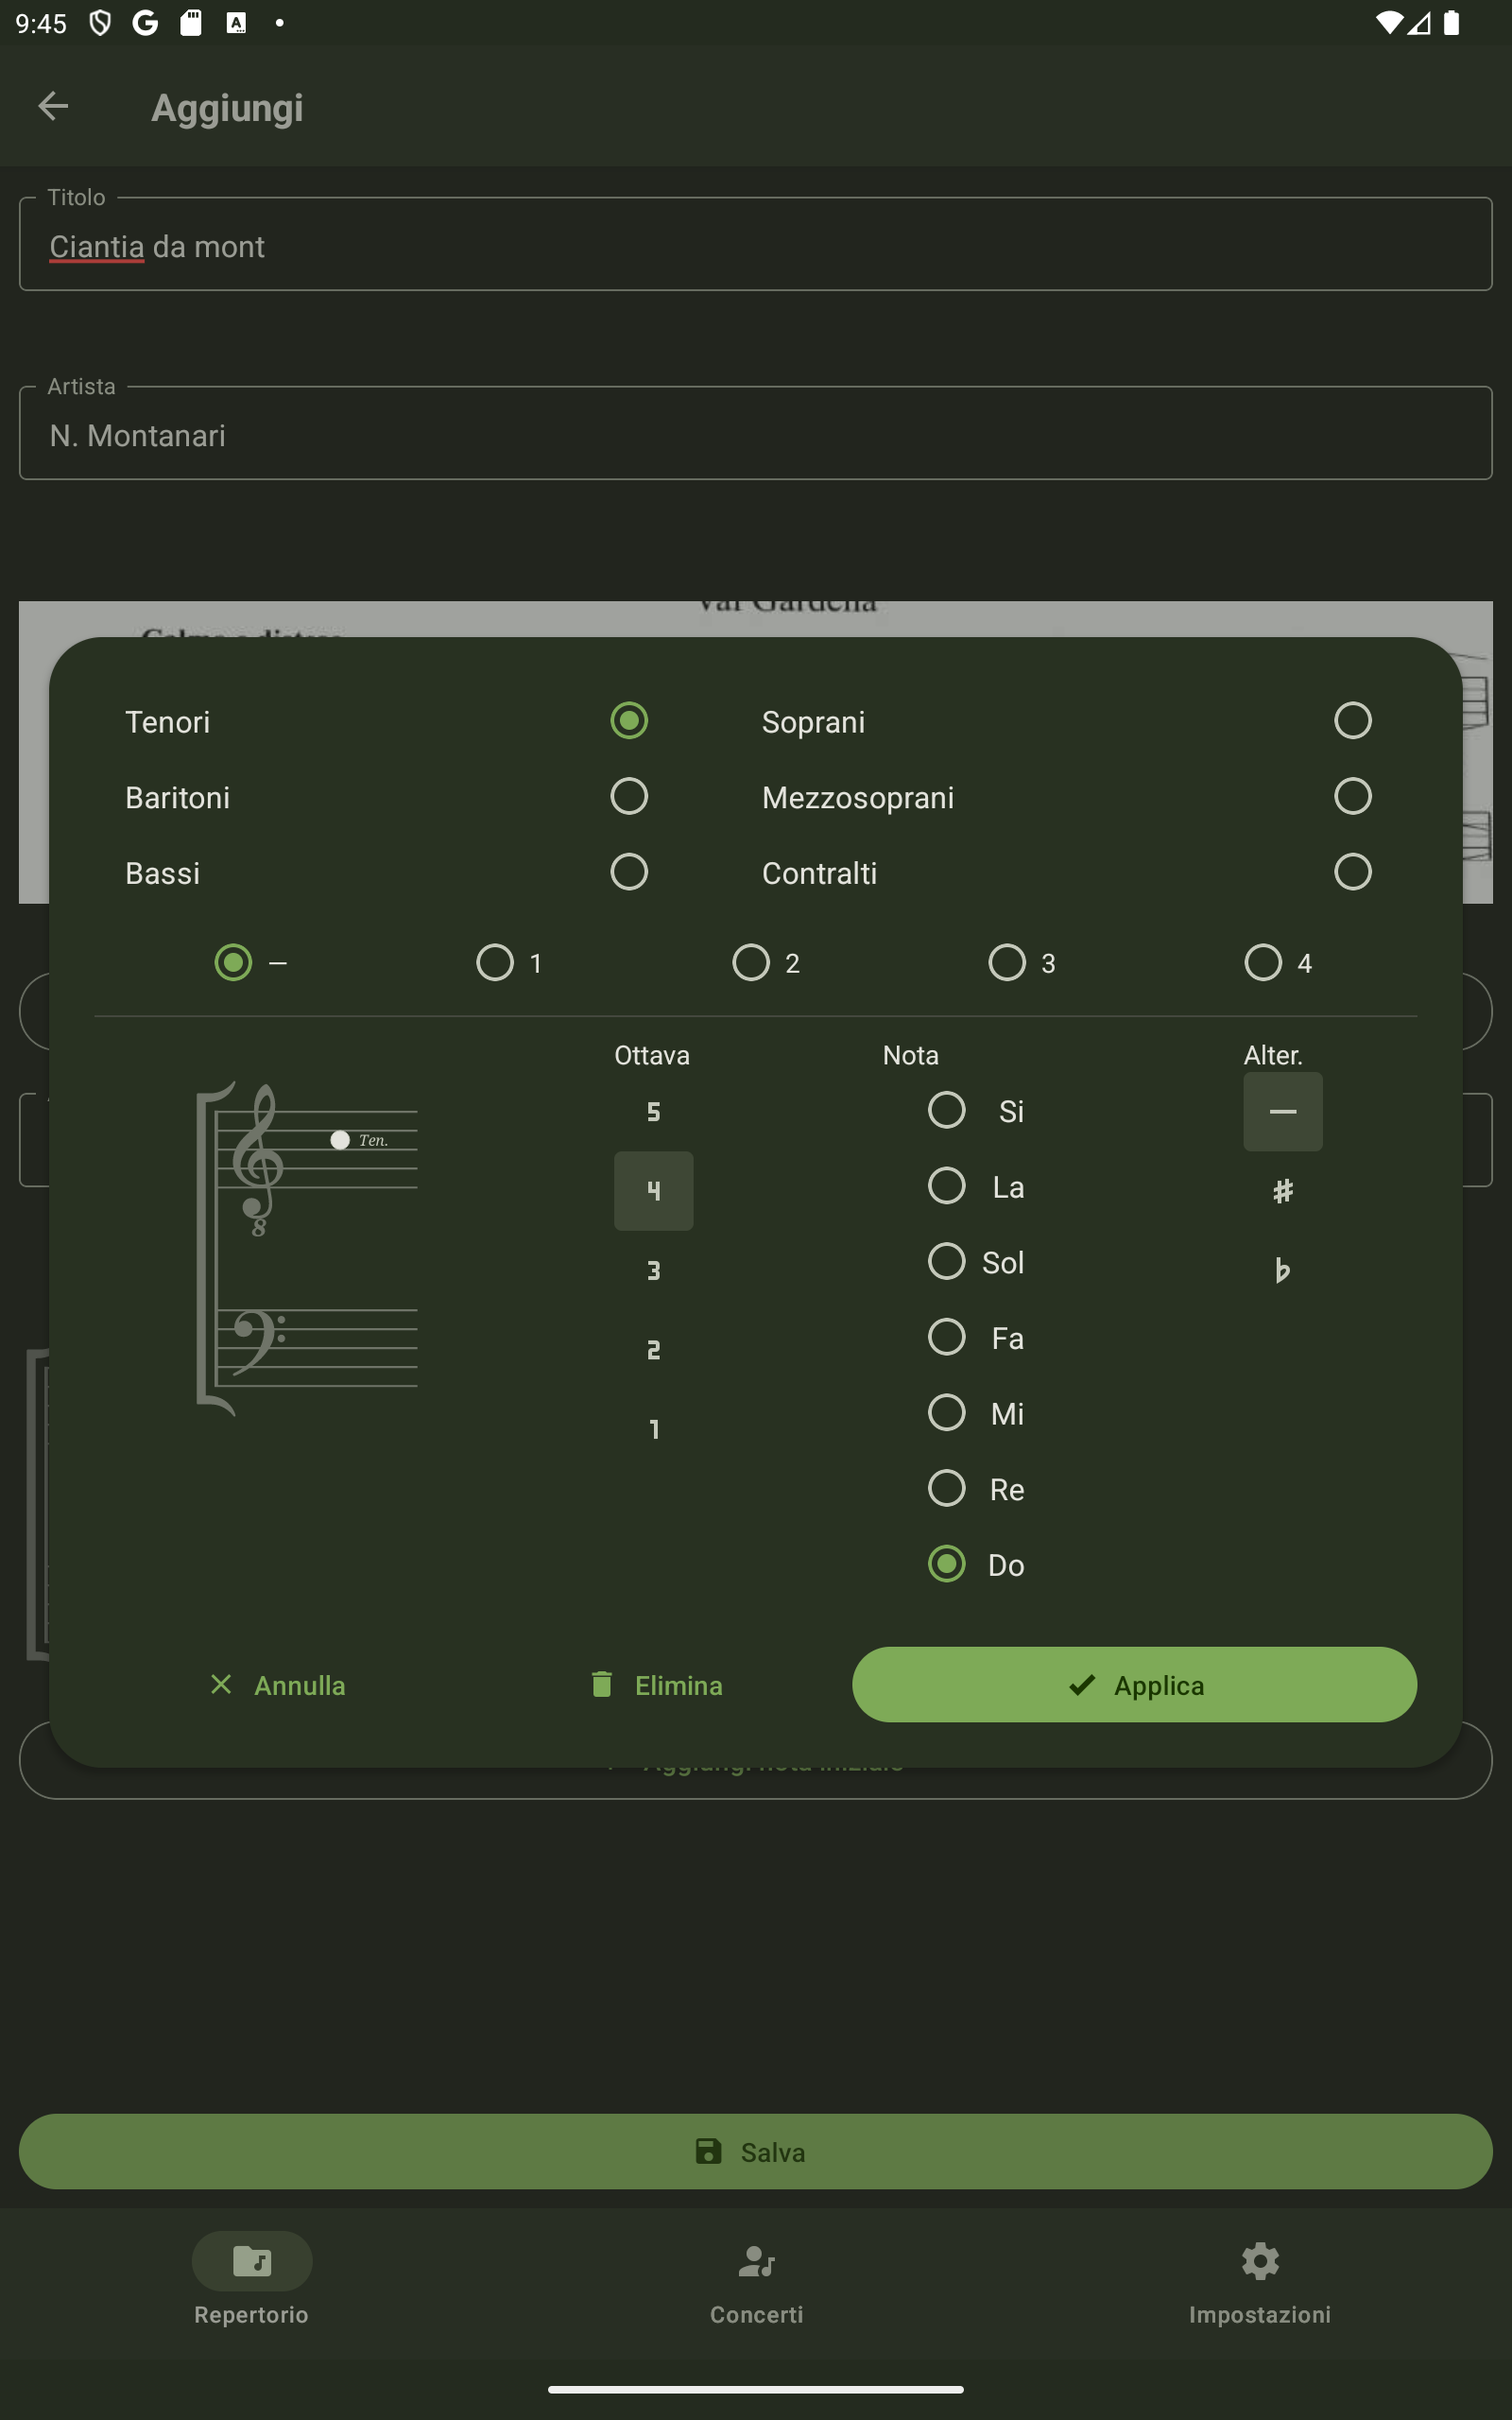 9:45
Aggiungi
Titolo
Ciantia da mont
Artista
N. Montanari
Val Gardena
Tenori
Soprani
Baritoni
Mezzosoprani
Bassi
Contralti
– 1 2 3 4
Ottava Nota Alter.
5 Si –
4 La ♯
3 Sol ♭
2 Fa
1 Mi
Re
Do
Ten.
8
Annulla Elimina Applica
Aggiungi nota iniziale
Salva
Repertorio Concerti Impostazioni